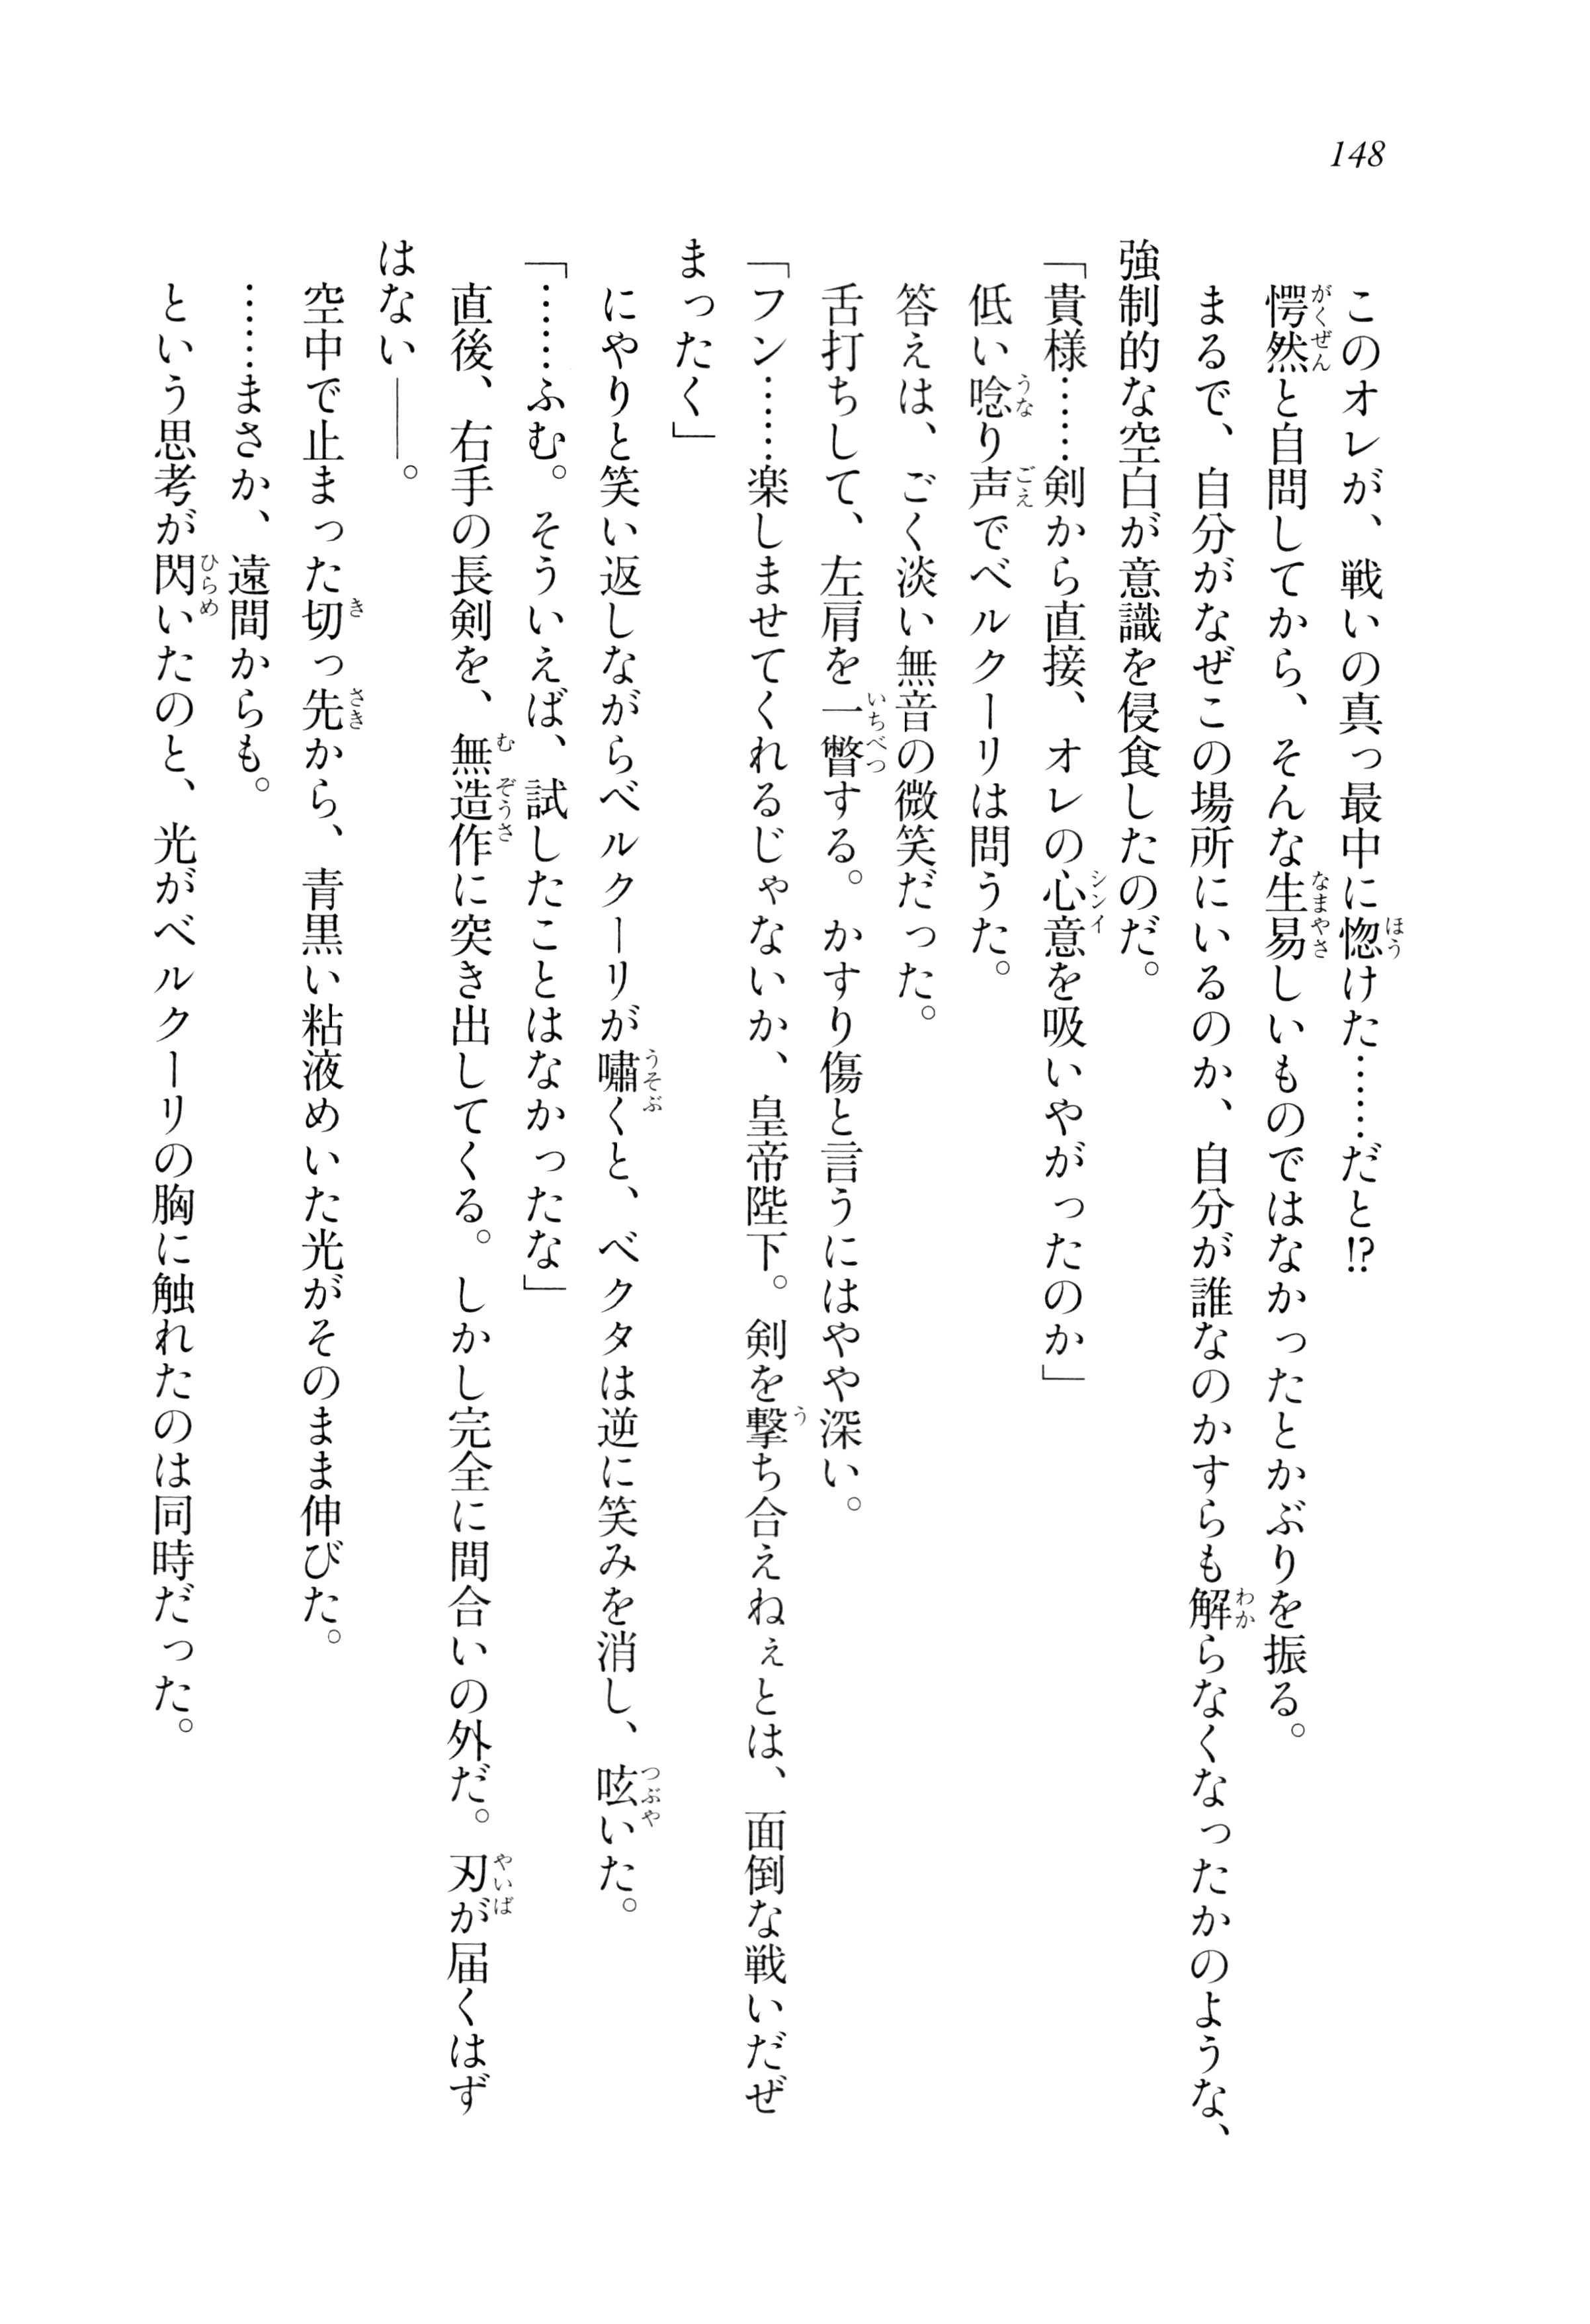 148
このオレが、戦いの真っ最中に惚けた……だと!?
愕然と自問してから、そんな生易しいものではなかったとかぶりを振る。
まるで、自分がなぜこの場所にいるのか、自分が誰なのかすらも解らなくなったかのような、
強制的な空白が意識を侵食したのだ。
「貴様……剣から直接、オレの心意を吸いやがったのか」
低い唸り声でベルクーリは問うた。
答えは、ごく淡い無音の微笑だった。
舌打ちして、左肩を一瞥する。かすり傷と言うにはやや深い。
「フン……楽しませてくれるじゃないか、皇帝陛下。剣を撃ち合えねぇとは、面倒な戦いだぜ
まったく」
にやりと笑い返しながらベルクーリが嘯くと、ベクタは逆に笑みを消し、呟いた。
「……ふむ。そういえば、試したことはなかったな」
直後、右手の長剣を、無造作に突き出してくる。しかし完全に間合いの外だ。刃が届くはず
はない――。
空中で止まった切っ先から、青黒い粘液めいた光がそのまま伸びた。
……まさか、遠間からも。
という思考が閃いたのと、光がベルクーリの胸に触れたのは同時だった。